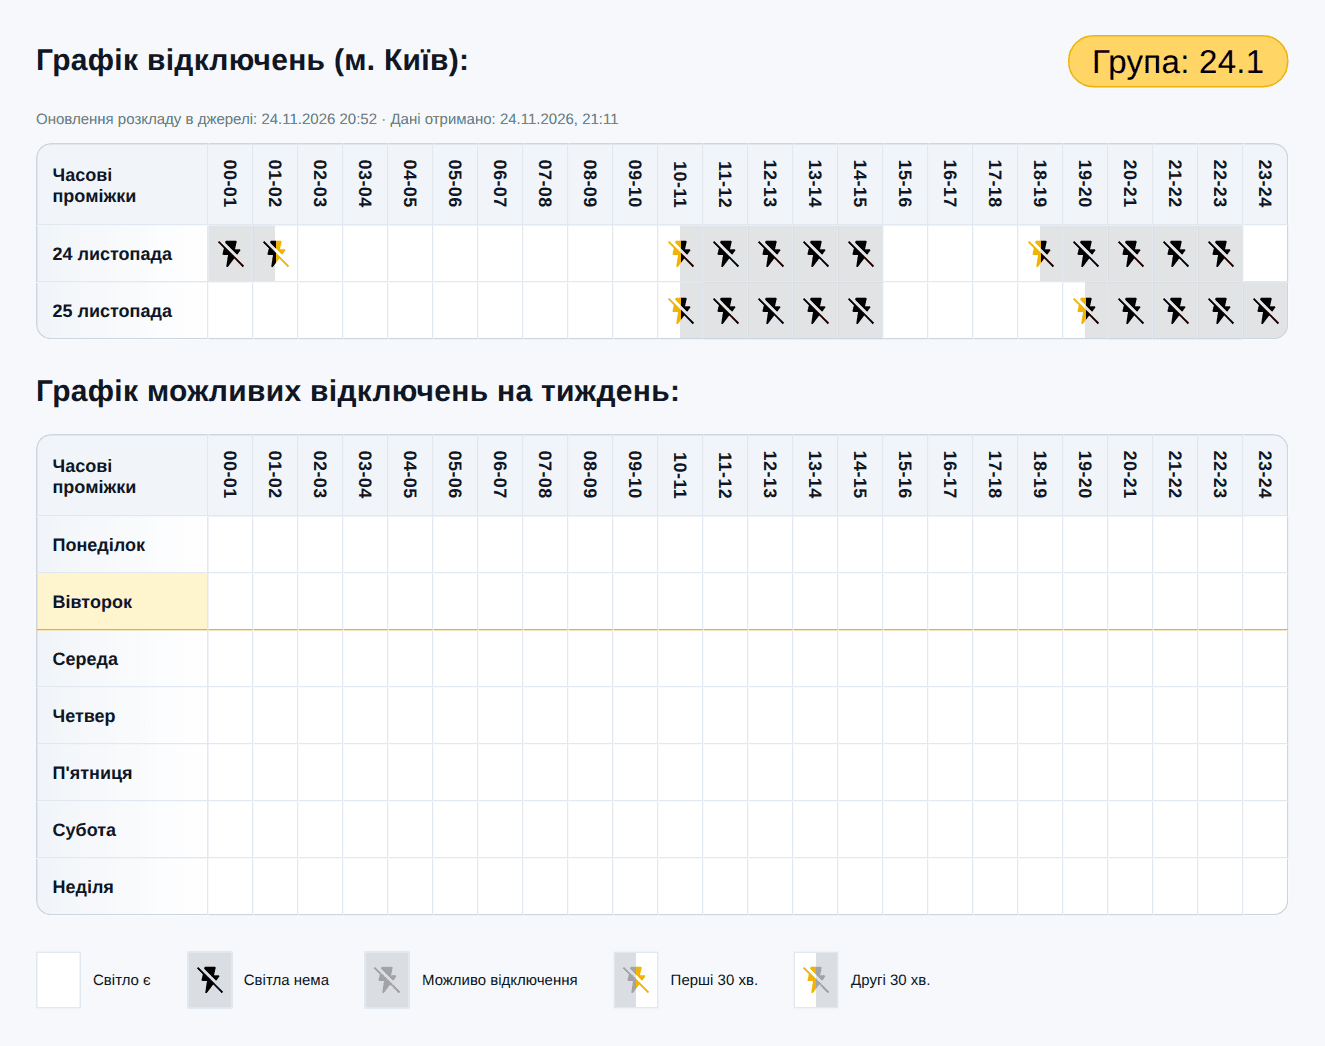 Графік відключень (м. Київ):
Група: 24.1
Оновлення розкладу в джерелі: 24.11.2026 20:52 · Дані отримано: 24.11.2026, 21:11
Часові проміжки 00-01 01-02 02-03 03-04 04-05 05-06 06-07 07-08 08-09 09-10 10-11 11-12 12-13 13-14 14-15 15-16 16-17 17-18 18-19 19-20 20-21 21-22 22-23 23-24
24 листопада
25 листопада
Графік можливих відключень на тиждень:
Часові проміжки 00-01 01-02 02-03 03-04 04-05 05-06 06-07 07-08 08-09 09-10 10-11 11-12 12-13 13-14 14-15 15-16 16-17 17-18 18-19 19-20 20-21 21-22 22-23 23-24
Понеділок
Вівторок
Середа
Четвер
П'ятниця
Субота
Неділя
Світло є Світла нема Можливо відключення Перші 30 хв. Другі 30 хв.